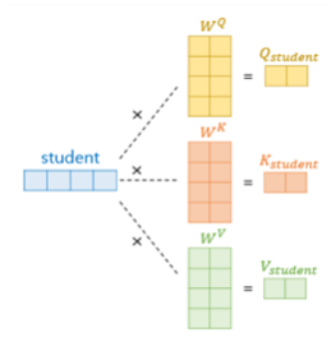 W^Q
Q_student
×
=
student
×
W^K
K_student
=
×
W^V
V_student
=